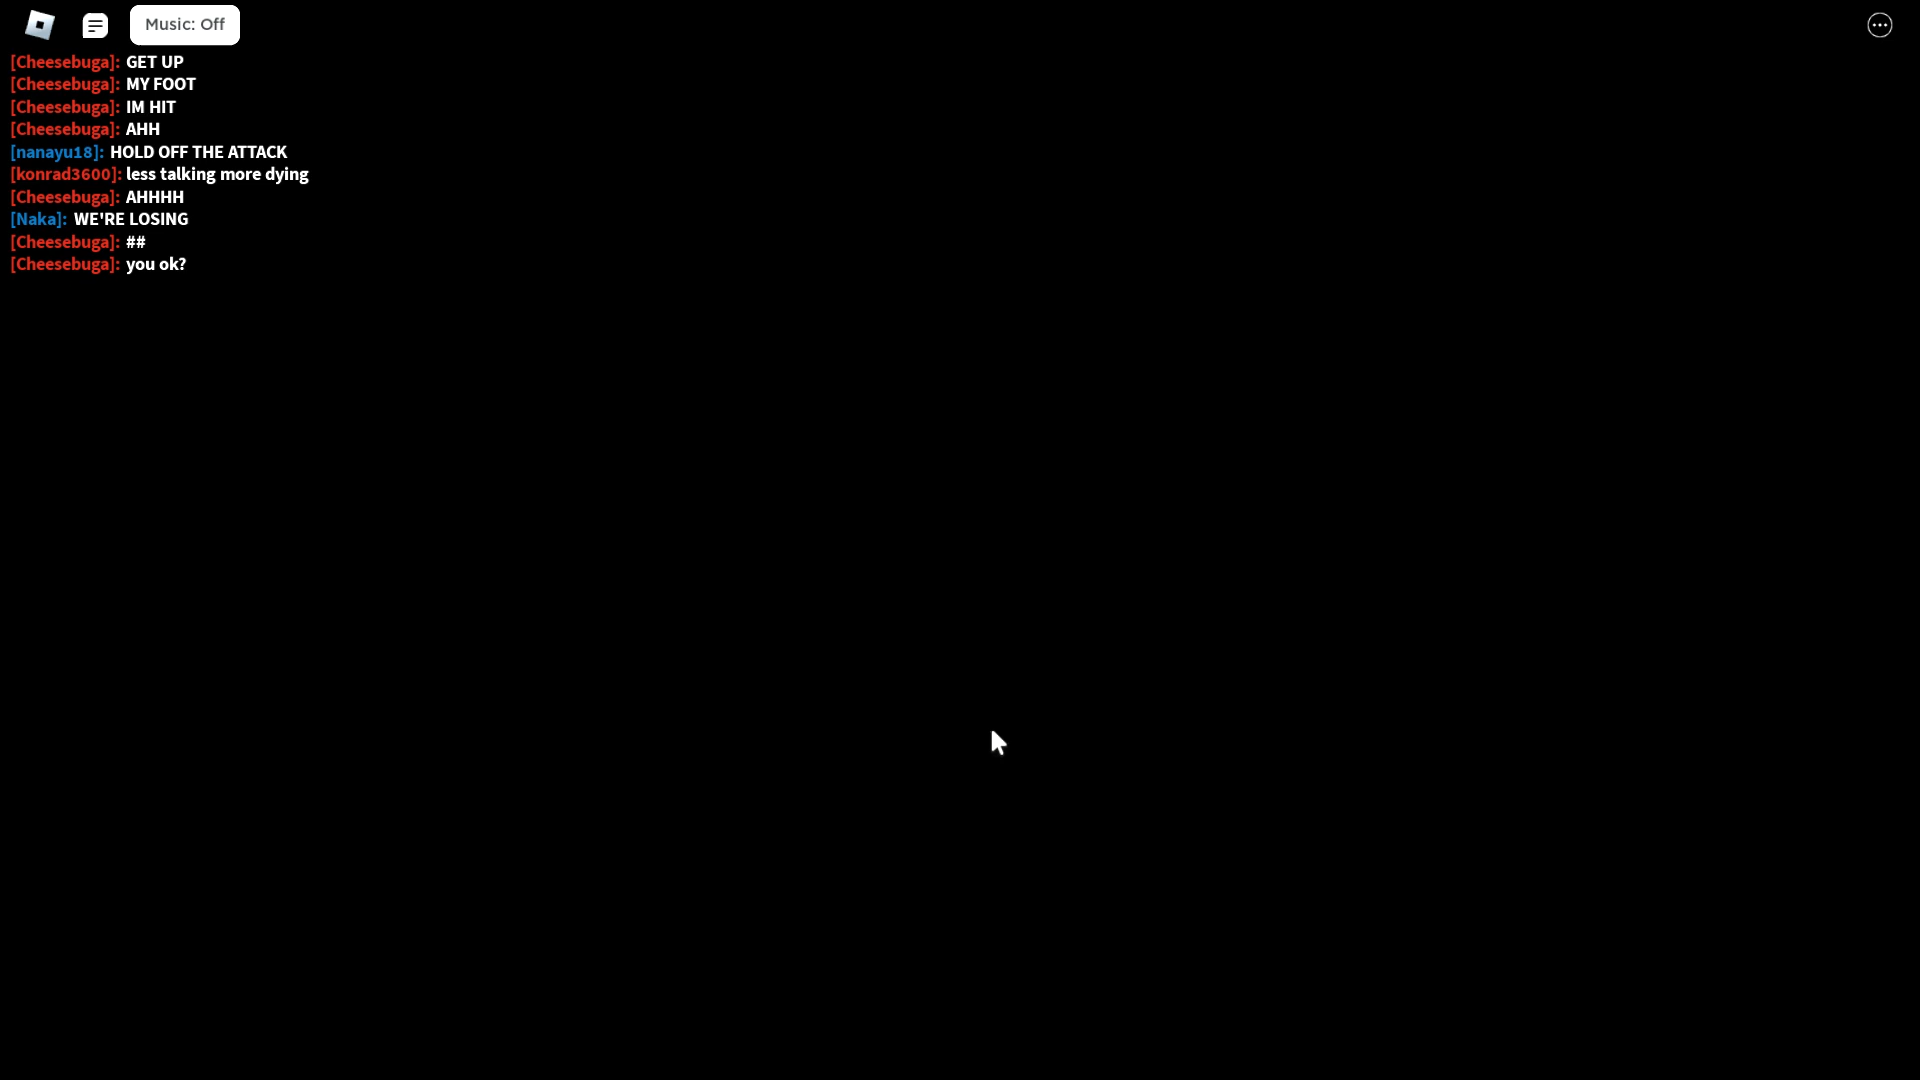 Music: Off
[Cheesebuga]: GET UP
[Cheesebuga]: MY FOOT
[Cheesebuga]: IM HIT
[Cheesebuga]: AHH
[nanayu18]: HOLD OFF THE ATTACK
[konrad3600]: less talking more dying
[Cheesebuga]: AHHHH
[Naka]: WE'RE LOSING
[Cheesebuga]: ##
[Cheesebuga]: you ok?